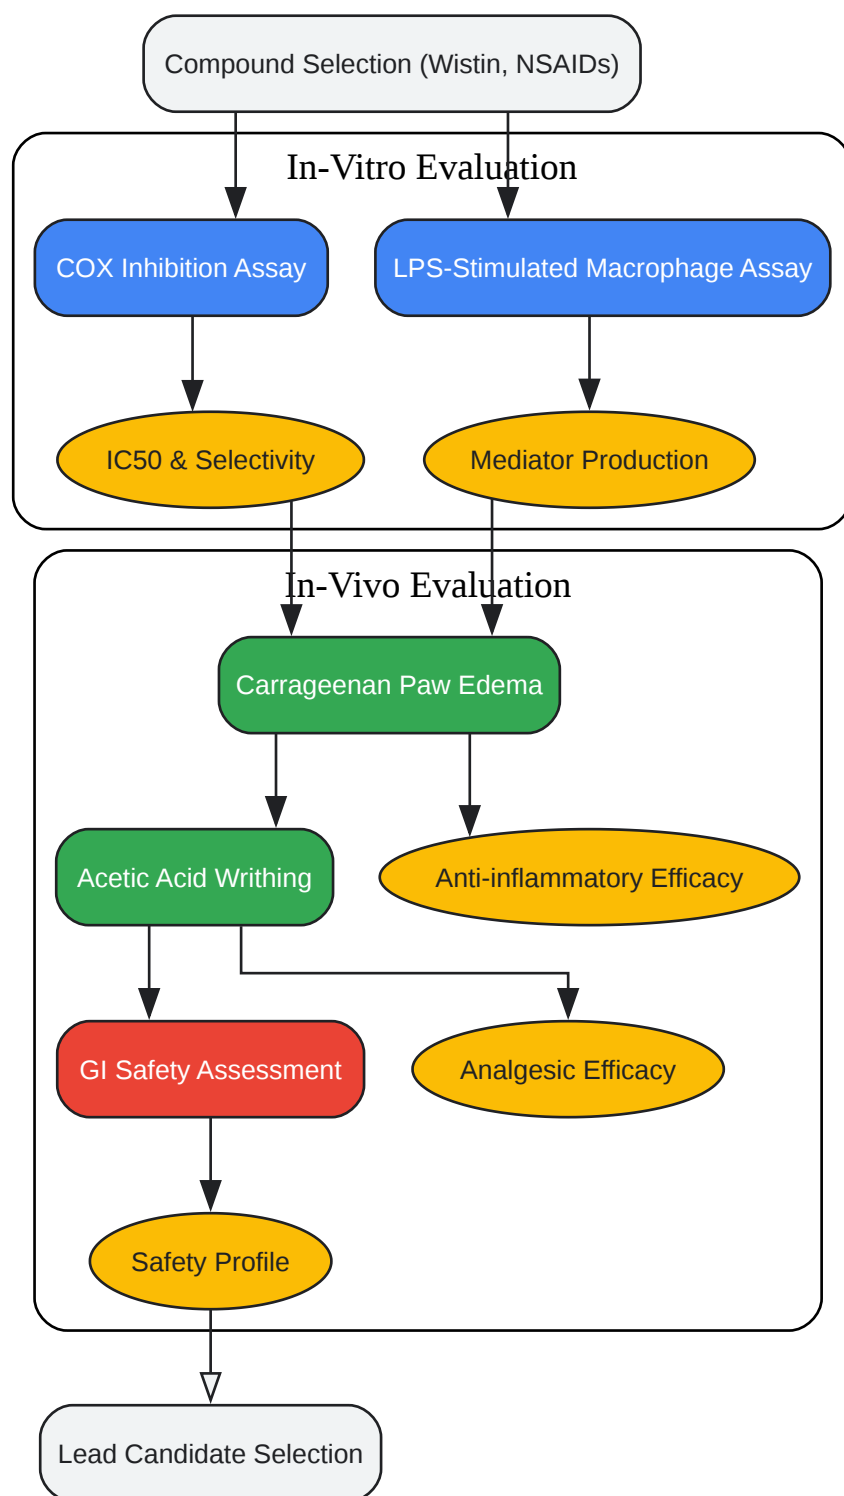 Compound Selection (Wistin, NSAIDs)
In-Vitro Evaluation
COX Inhibition Assay
LPS-Stimulated Macrophage Assay
IC50 & Selectivity
Mediator Production
In-Vivo Evaluation
Carrageenan Paw Edema
Acetic Acid Writhing
Anti-inflammatory Efficacy
GI Safety Assessment
Analgesic Efficacy
Safety Profile
Lead Candidate Selection